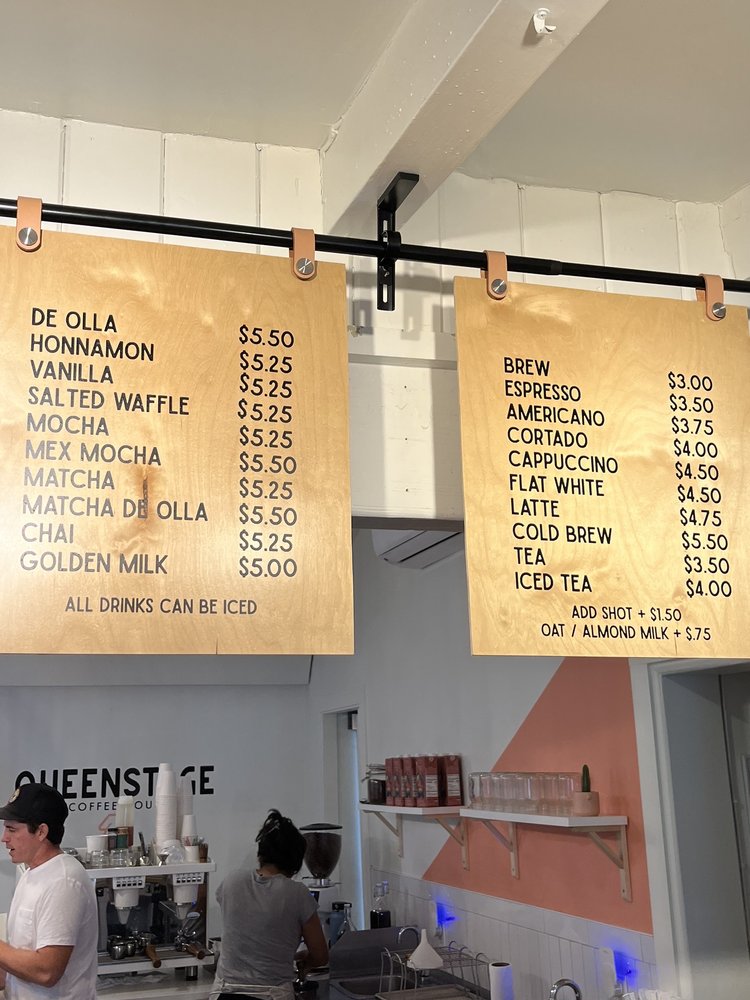 DE OLLA $5.50
HONNAMON $5.25
VANILLA $5.25
SALTED WAFFLE $5.25
MOCHA $5.25
MEX MOCHA $5.50
MATCHA $5.25
MATCHA DE OLLA $5.50
CHAI $5.25
GOLDEN MILK $5.00
ALL DRINKS CAN BE ICED
BREW $3.00
ESPRESSO $3.50
AMERICANO $3.75
CORTADO $4.00
CAPPUCCINO $4.50
FLAT WHITE $4.50
LATTE $4.75
COLD BREW $5.50
TEA $3.50
ICED TEA $4.00
ADD SHOT + $1.50
OAT / ALMOND MILK + $.75
QUEENSTAGE
COFFEE